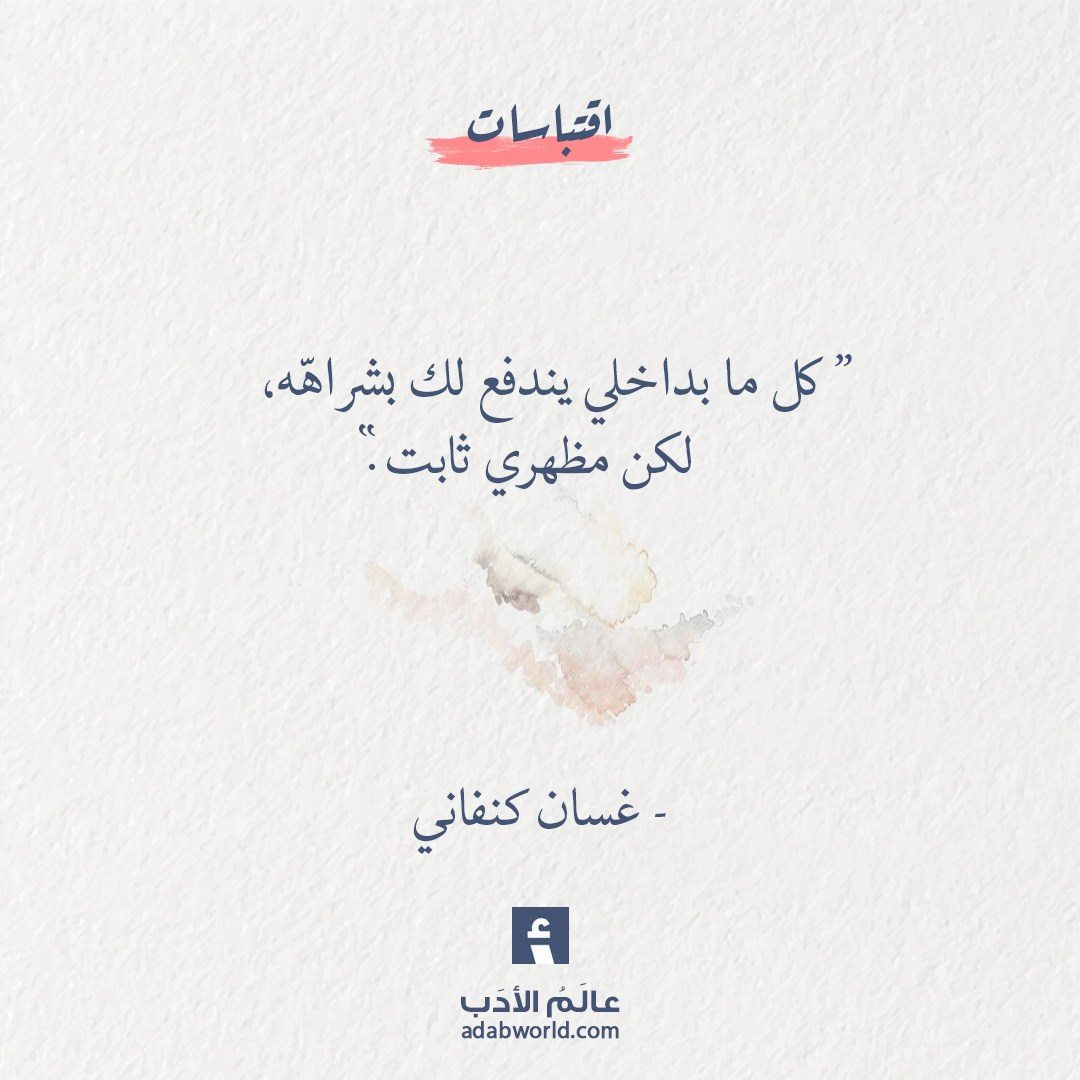 اقتباسات
” كل ما بداخلي يندفع لك بشراهّه،
لكن مظهري ثابت.“
- غسان كنفاني
أ
عالَمُ الأدَب
adabworld.com